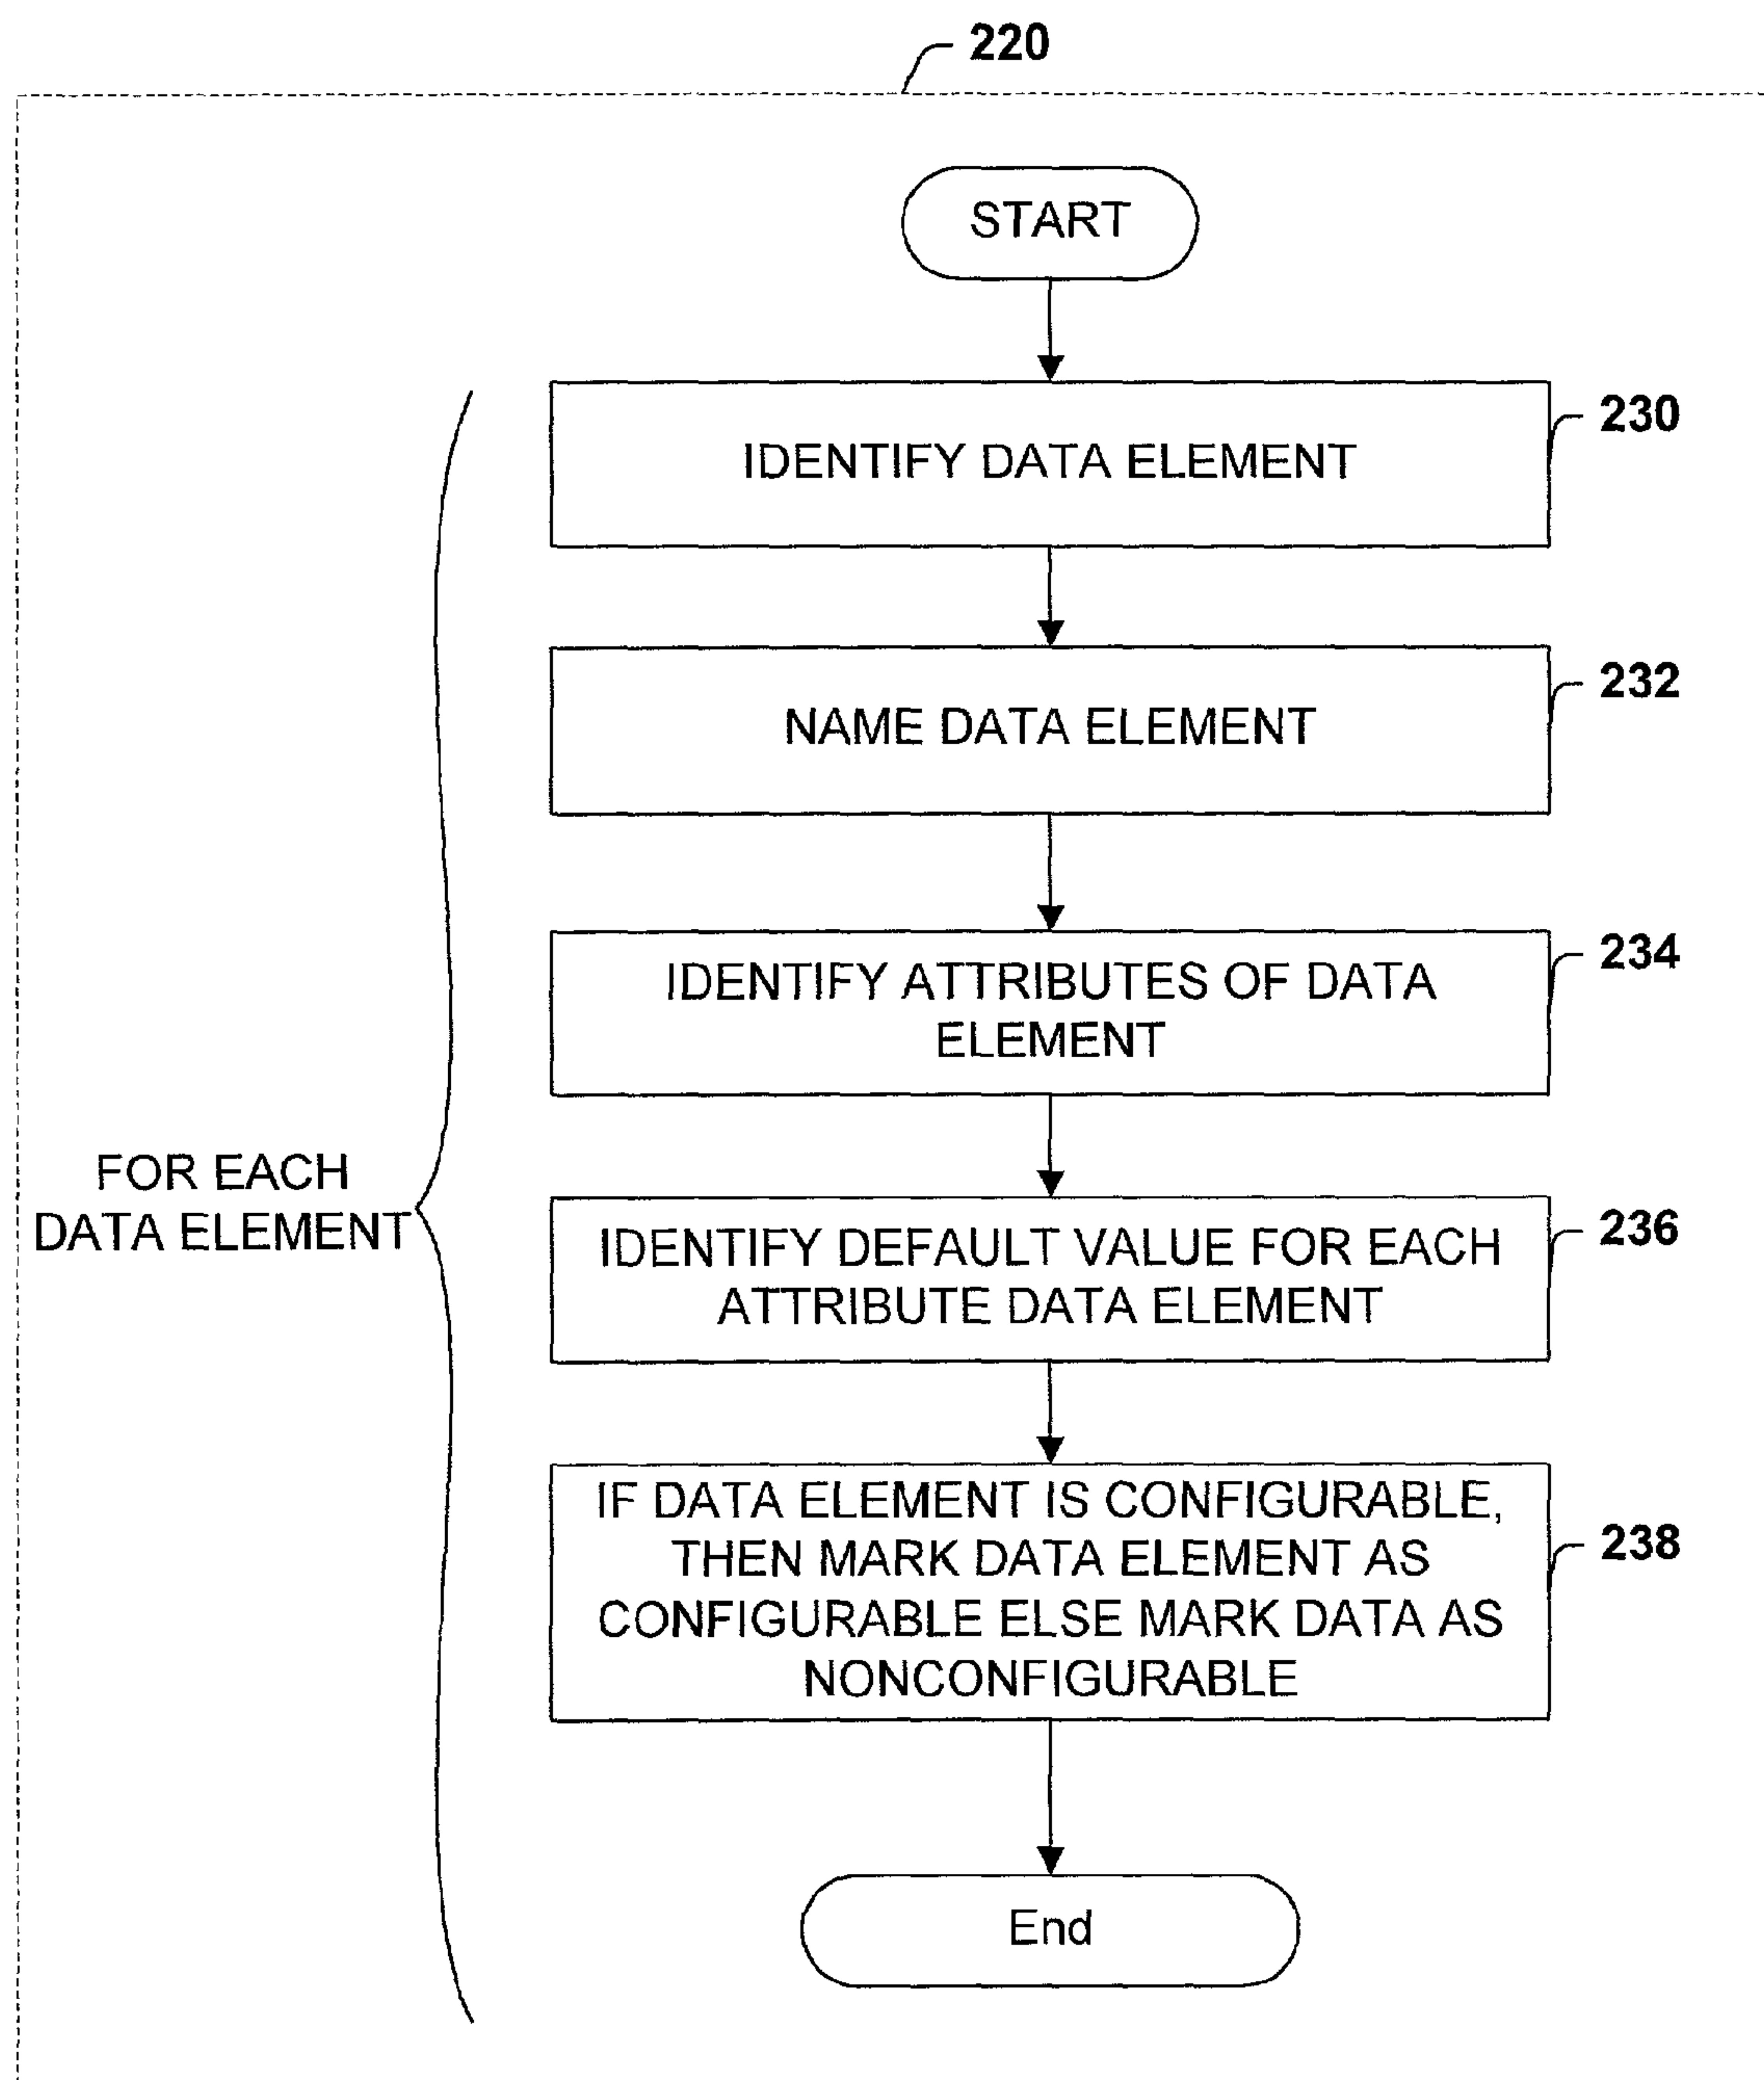 220
START
230
IDENTIFY DATA ELEMENT
232
NAME DATA ELEMENT
234
IDENTIFY ATTRIBUTES OF DATA
ELEMENT
FOR EACH
DATA ELEMENT
236
IDENTIFY DEFAULT VALUE FOR EACH
ATTRIBUTE DATA ELEMENT
238
IF DATA ELEMENT IS CONFIGURABLE,
THEN MARK DATA ELEMENT AS
CONFIGURABLE ELSE MARK DATA AS
NONCONFIGURABLE
End